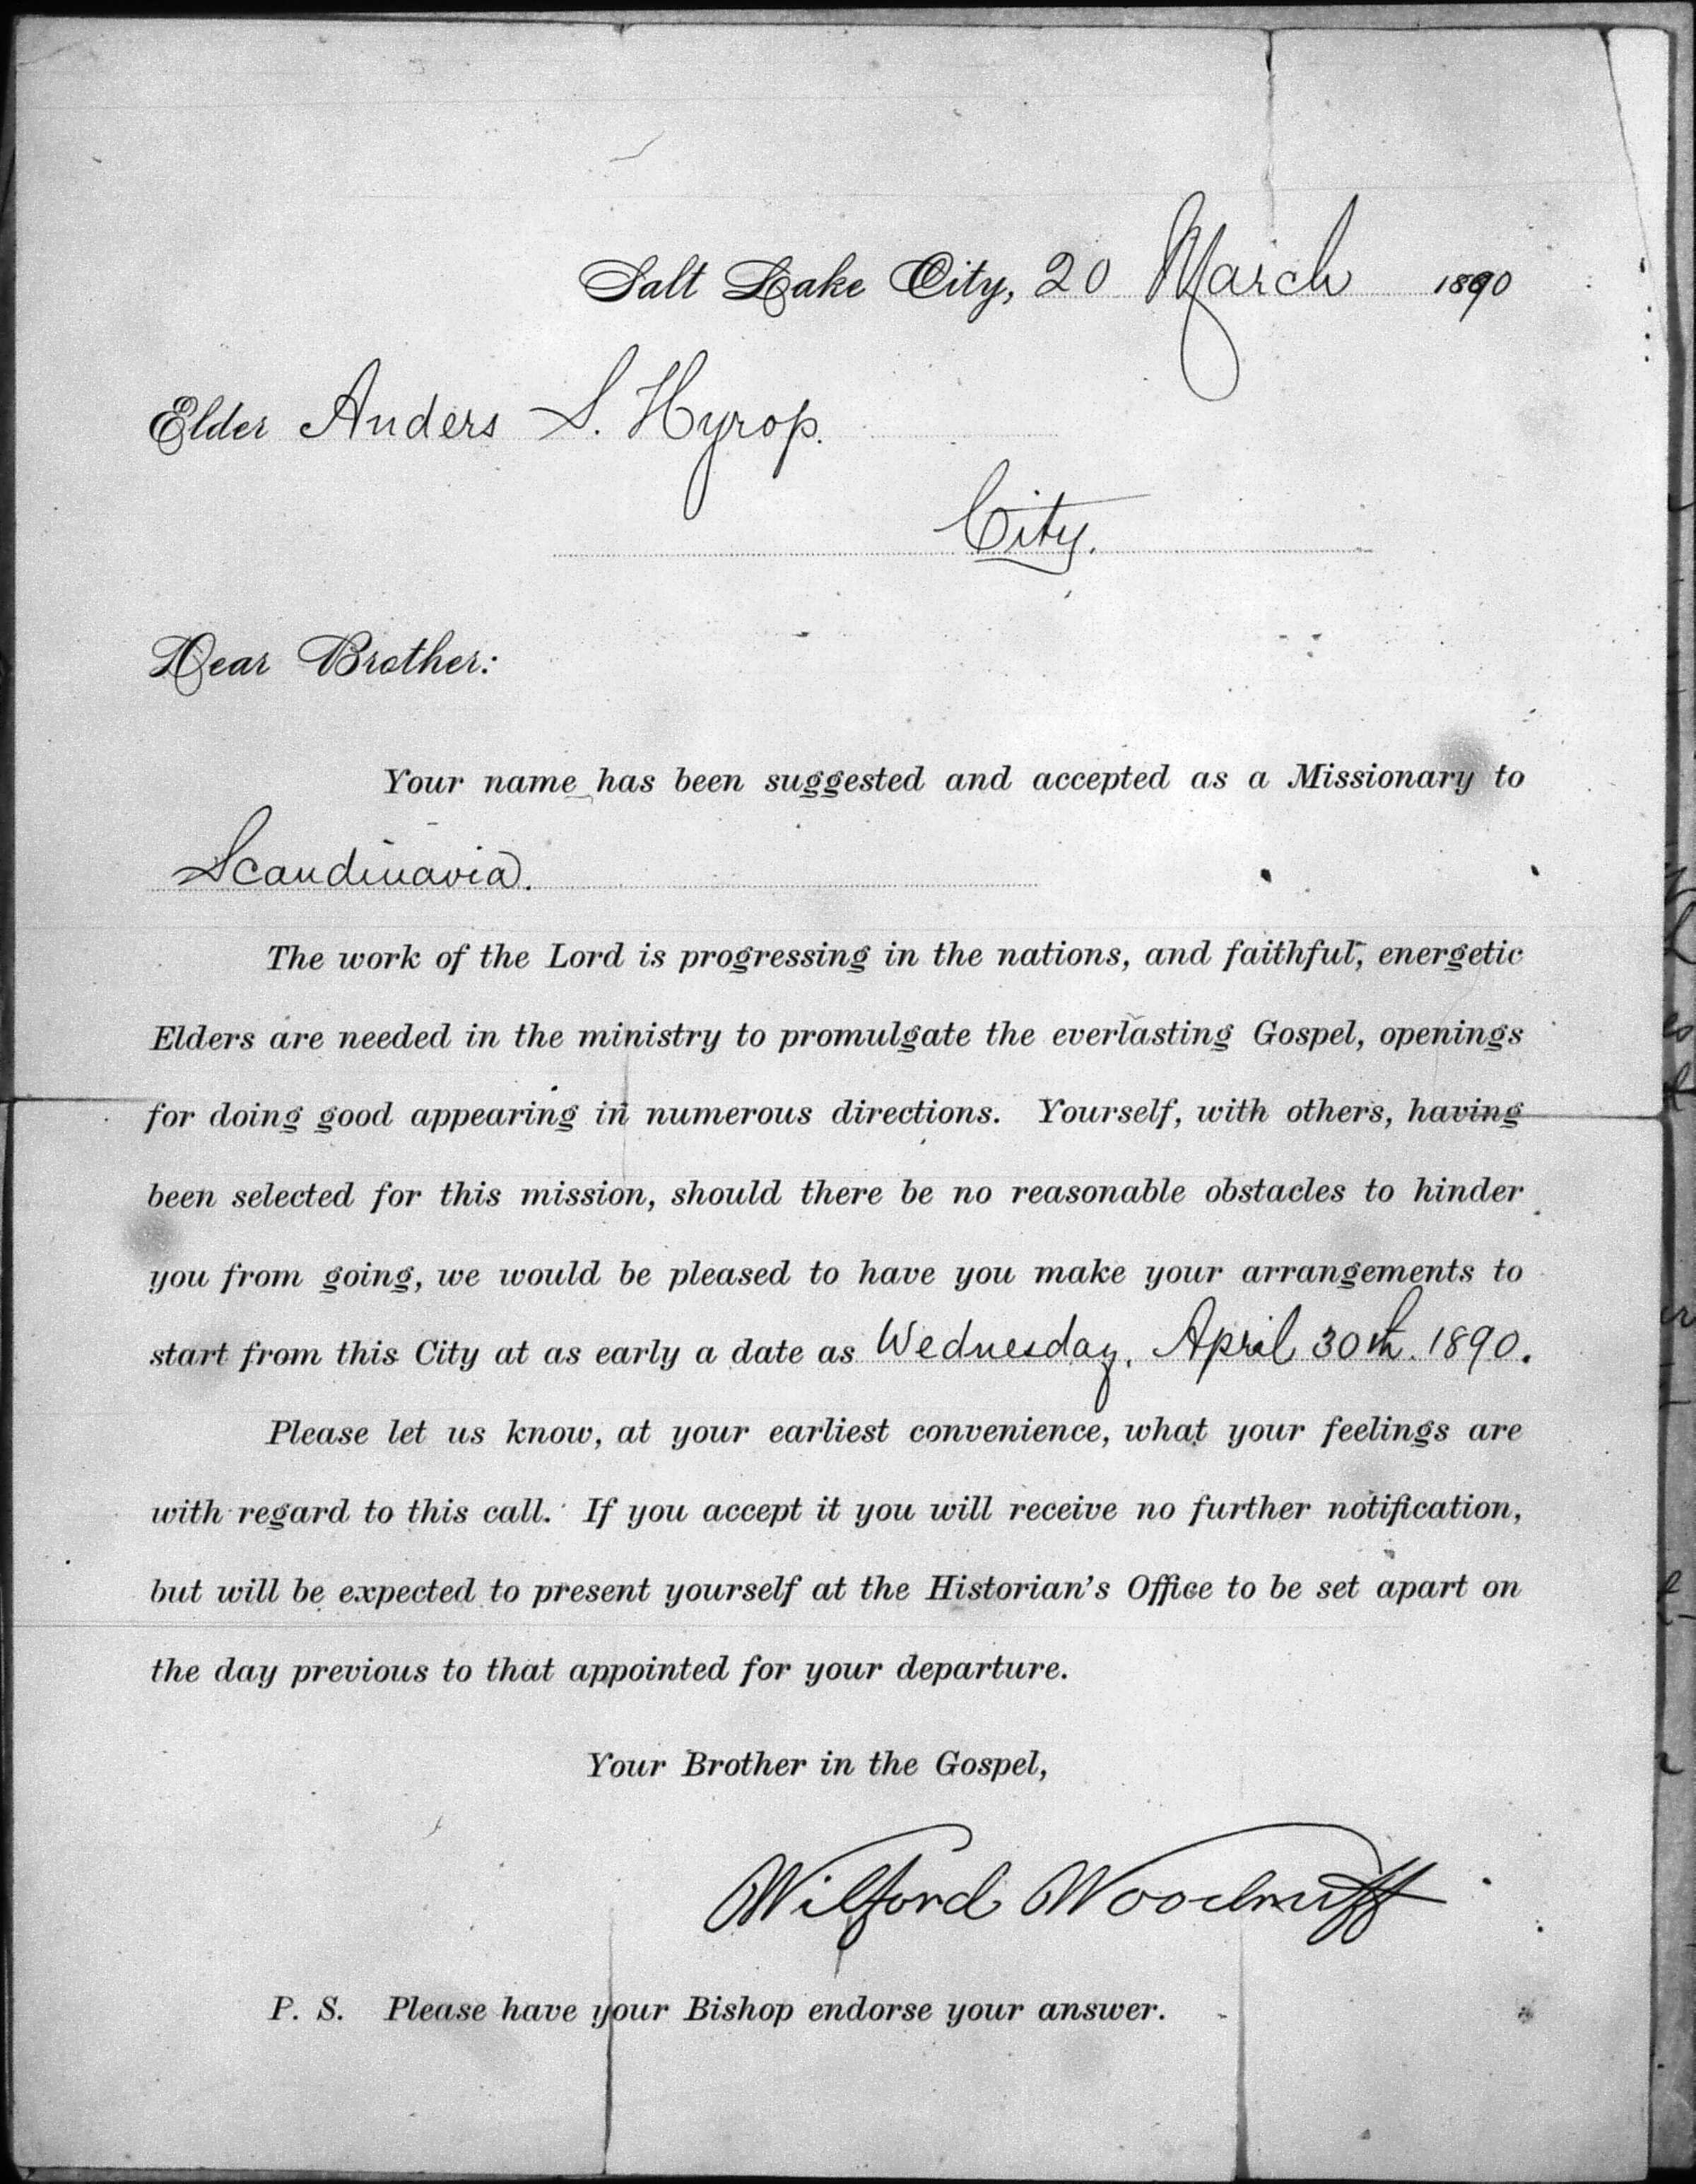 Salt Lake City, 20 March 1890
Elder Anders S. Hyrop.
City.
Dear Brother:
Your name has been suggested and accepted as a Missionary to
Scandinavia.
The work of the Lord is progressing in the nations, and faithful, energetic
Elders are needed in the ministry to promulgate the everlasting Gospel, openings
for doing good appearing in numerous directions. Yourself, with others, having
been selected for this mission, should there be no reasonable obstacles to hinder
you from going, we would be pleased to have you make your arrangements to
start from this City at as early a date as Wednesday, April 30th. 1890.
Please let us know, at your earliest convenience, what your feelings are
with regard to this call. If you accept it you will receive no further notification,
but will be expected to present yourself at the Historian's Office to be set apart on
the day previous to that appointed for your departure.
Your Brother in the Gospel,
Wilford Woodruff
P. S. Please have your Bishop endorse your answer.